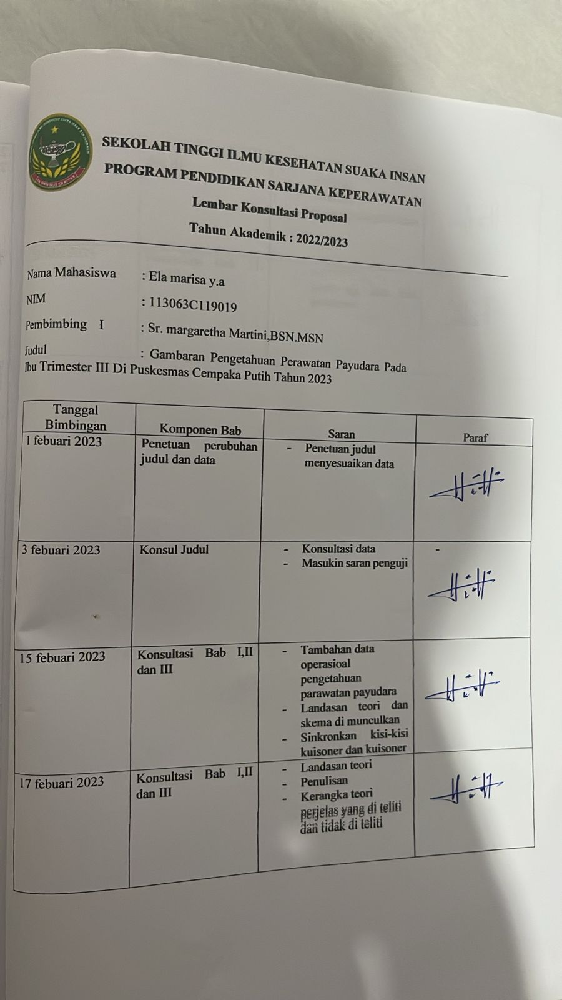 SEKOLAH TINGGI ILMU KESEHATAN SUAKA INSAN
PROGRAM PENDIDIKAN SARJANA KEPERAWATAN
Lembar Konsultasi Proposal
Tahun Akademik : 2022/2023
Nama Mahasiswa : Ela marisa y.a
NIM : 113063C119019
Pembimbing I : Sr. margaretha Martini,BSN.MSN
Judul : Gambaran Pengetahuan Perawatan Payudara Pada
Ibu Trimester III Di Puskesmas Cempaka Putih Tahun 2023
Tanggal
Bimbingan
Komponen Bab
Saran
Paraf
1 febuari 2023
Penetuan perubuhan
judul dan data
- Penetuan judul
menyesuaikan data
3 febuari 2023
Konsul Judul
- Konsultasi data
- Masukin saran penguji
-
15 febuari 2023
Konsultasi Bab I,II
dan III
- Tambahan data
operasioal
pengetahuan
parawatan payudara
- Landasan teori dan
skema di munculkan
- Sinkronkan kisi-kisi
kuisoner dan kuisoner
17 febuari 2023
Konsultasi Bab I,II
dan III
- Landasan teori
- Penulisan
- Kerangka teori
perjelas yang di teliti
dan tidak di teliti